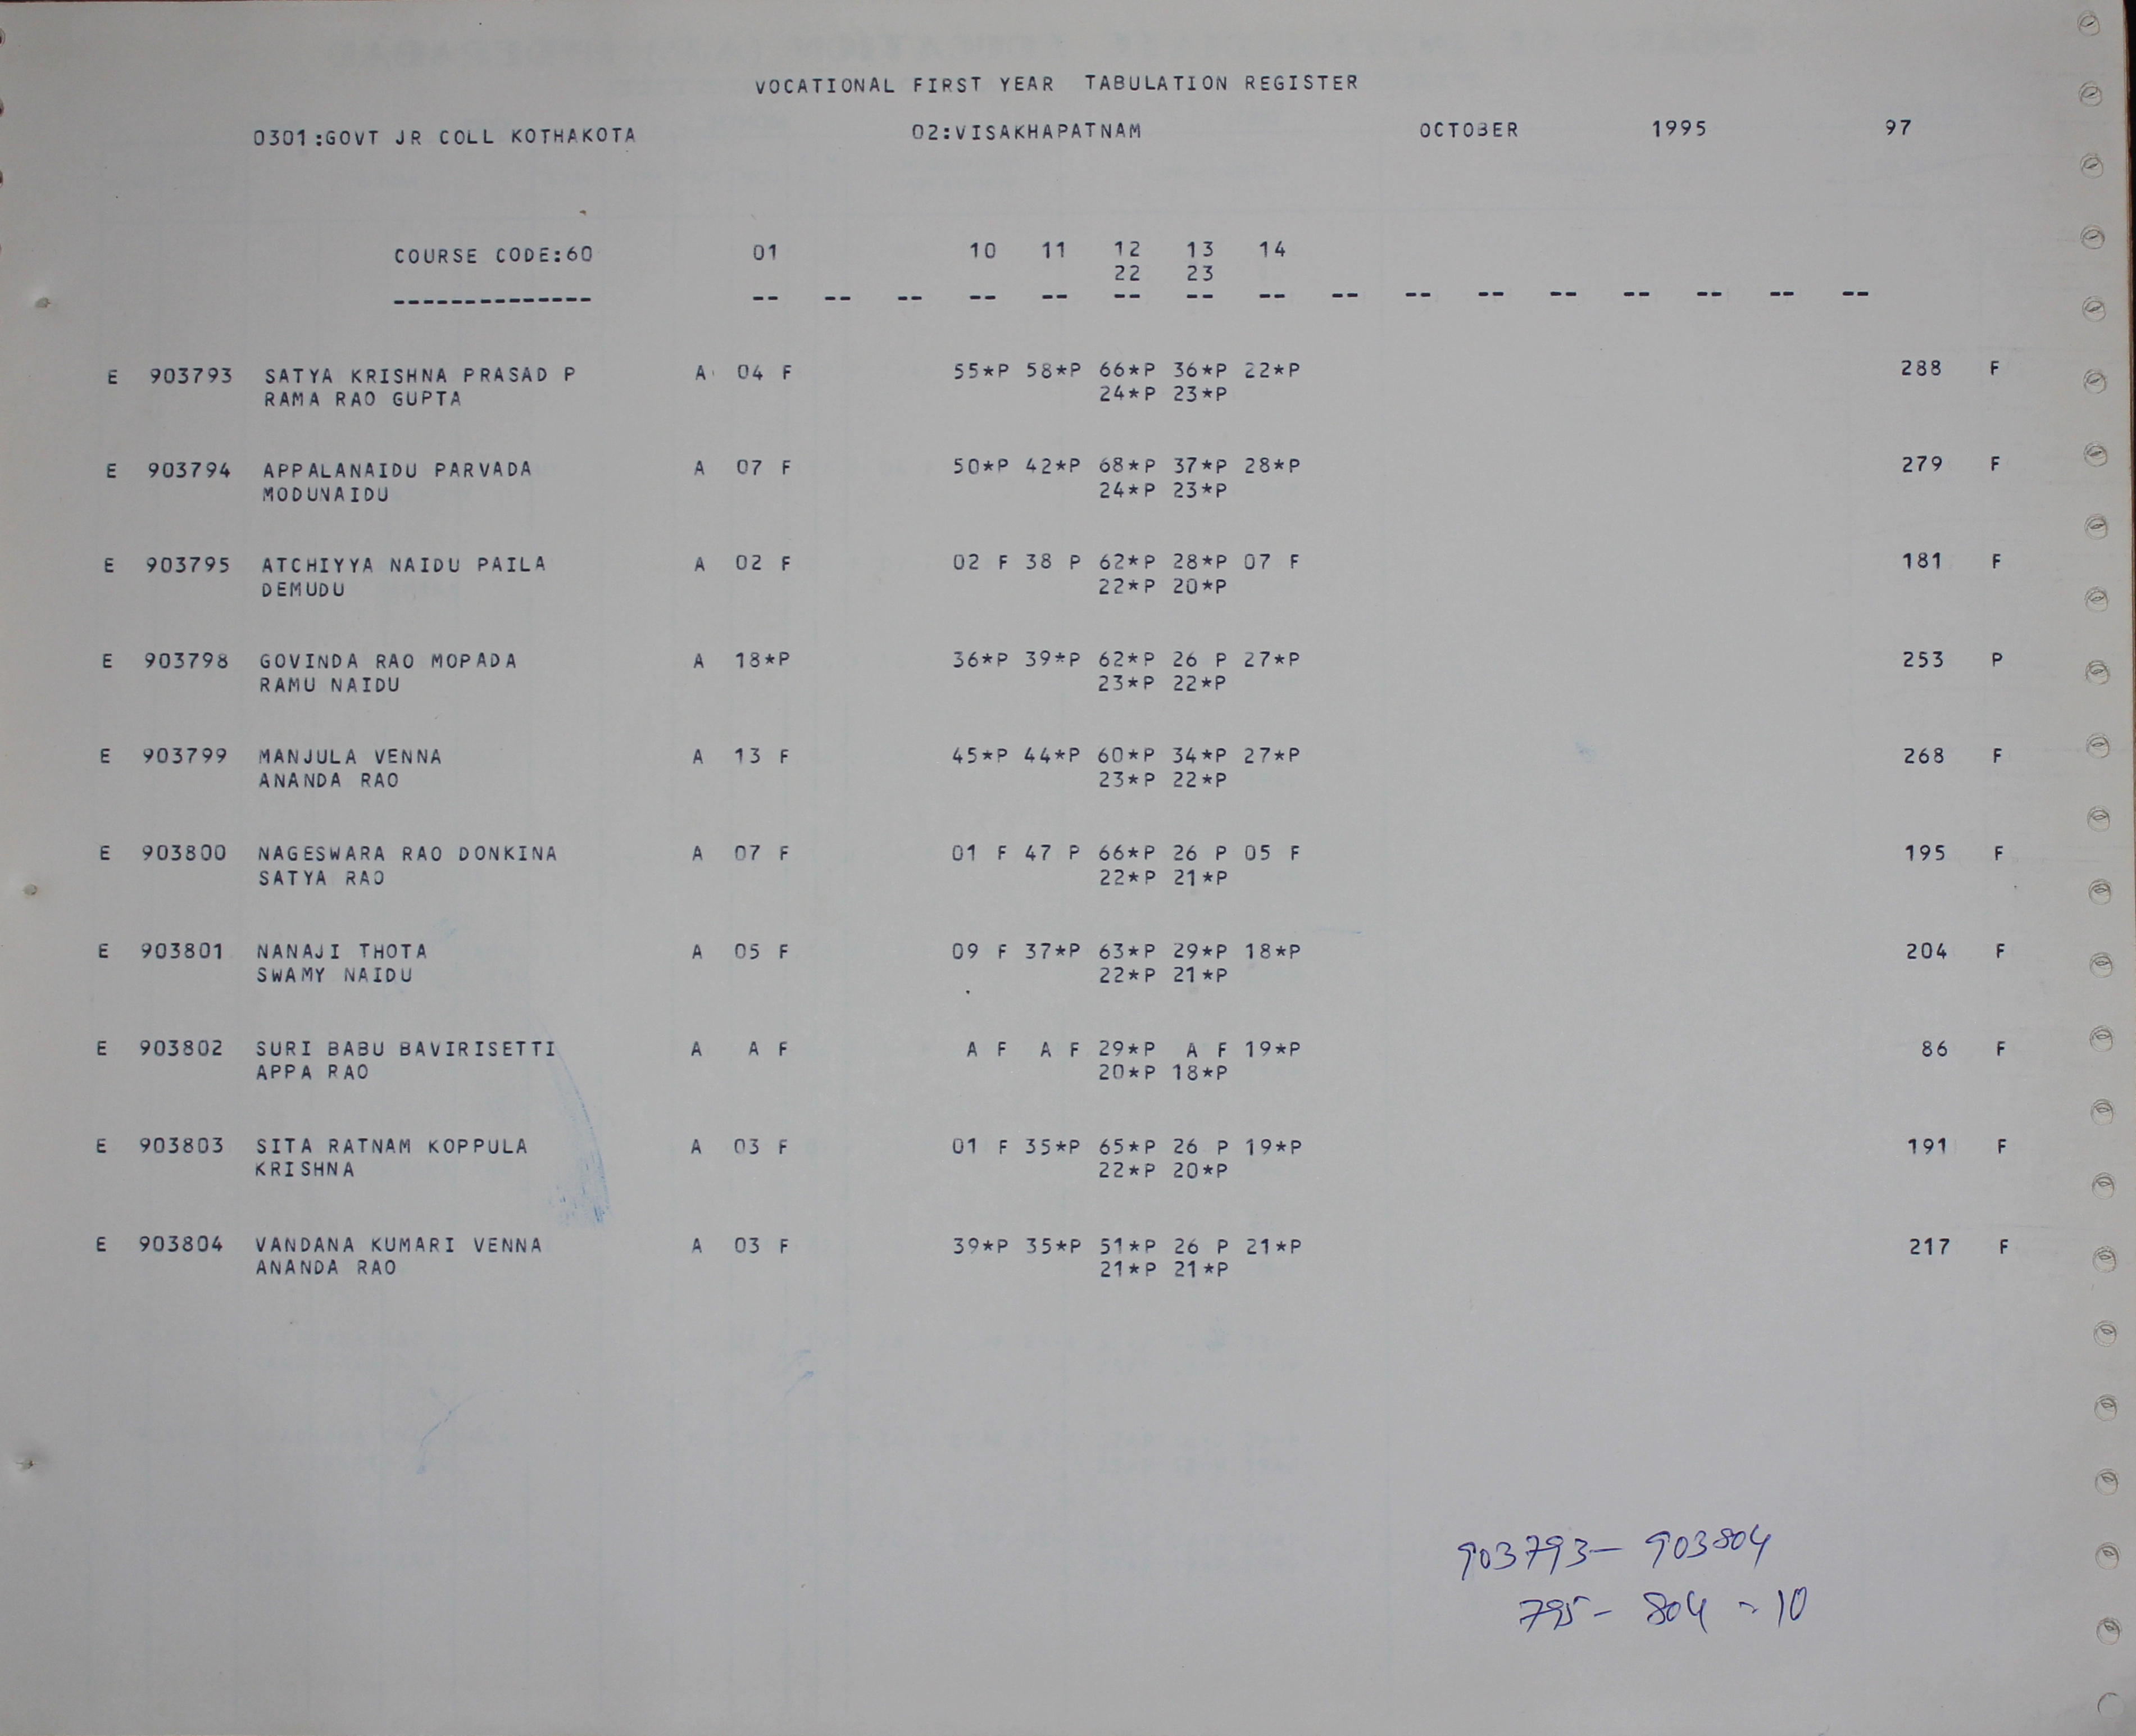 VOCATIONAL FIRST YEAR TABULATION REGISTER
0301:GOVT JR COLL KOTHAKOTA 02:VISAKHAPATNAM OCTOBER 1995 97
COURSE CODE:60 01 10 11 12 13 14
22 23
-------------- -- -- -- -- -- -- -- -- -- -- -- -- -- -- -- --
E 903793 SATYA KRISHNA PRASAD P A 04 F 55*P 58*P 66*P 36*P 22*P 288 F
RAMA RAO GUPTA 24*P 23*P
E 903794 APPALANAIDU PARVADA A 07 F 50*P 42*P 68*P 37*P 28*P 279 F
MODUNAIDU 24*P 23*P
E 903795 ATCHIYYA NAIDU PAILA A 02 F 02 F 38 P 62*P 28*P 07 F 181 F
DEMUDU 22*P 20*P
E 903798 GOVINDA RAO MOPADA A 18*P 36*P 39*P 62*P 26 P 27*P 253 P
RAMU NAIDU 23*P 22*P
E 903799 MANJULA VENNA A 13 F 45*P 44*P 60*P 34*P 27*P 268 F
ANANDA RAO 23*P 22*P
E 903800 NAGESWARA RAO DONKINA A 07 F 01 F 47 P 66*P 26 P 05 F 195 F
SATYA RAO 22*P 21*P
E 903801 NANAJI THOTA A 05 F 09 F 37*P 63*P 29*P 18*P 204 F
SWAMY NAIDU 22*P 21*P
E 903802 SURI BABU BAVIRISETTI A A F A F A F 29*P A F 19*P 86 F
APPA RAO 20*P 18*P
E 903803 SITA RATNAM KOPPULA A 03 F 01 F 35*P 65*P 26 P 19*P 191 F
KRISHNA 22*P 20*P
E 903804 VANDANA KUMARI VENNA A 03 F 39*P 35*P 51*P 26 P 21*P 217 F
ANANDA RAO 21*P 21*P
903793 - 903804
795 - 804 = 10